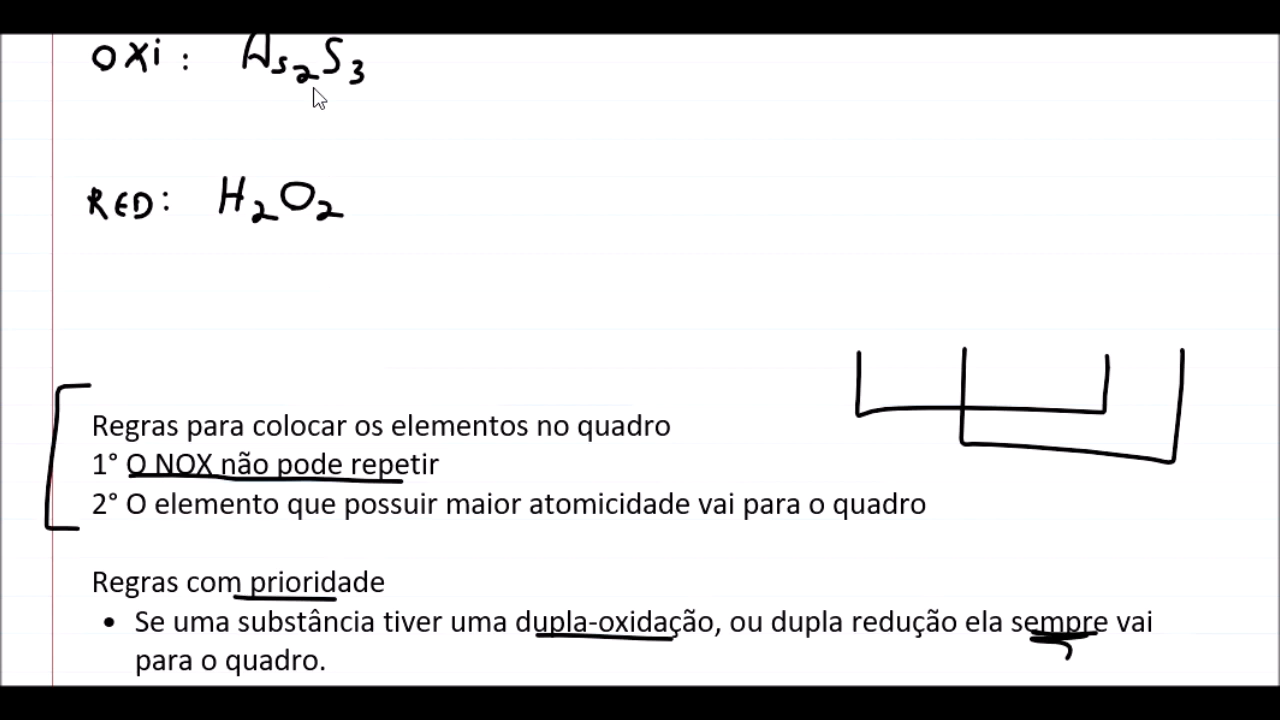 OXI: As2S3
RED: H2O2
Regras para colocar os elementos no quadro
1° O NOX não pode repetir
2° O elemento que possuir maior atomicidade vai para o quadro
Regras com prioridade
• Se uma substância tiver uma dupla-oxidação, ou dupla redução ela sempre vai
para o quadro.